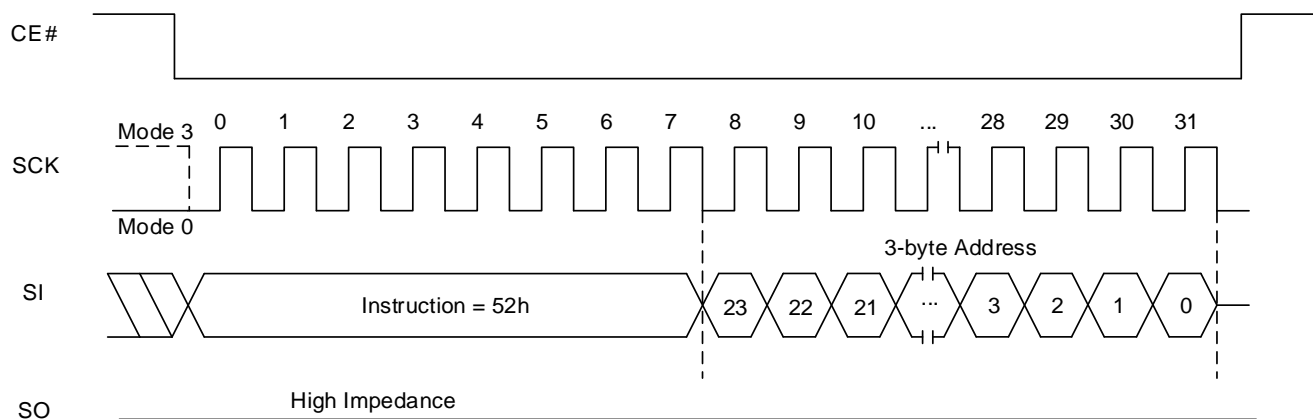 CE#
0 1 2 3 4 5 6 7 8 9 10 ... 28 29 30 31
Mode 3
SCK
Mode 0
3-byte Address
SI
Instruction = 52h
23 22 21 ... 3 2 1 0
High Impedance
SO